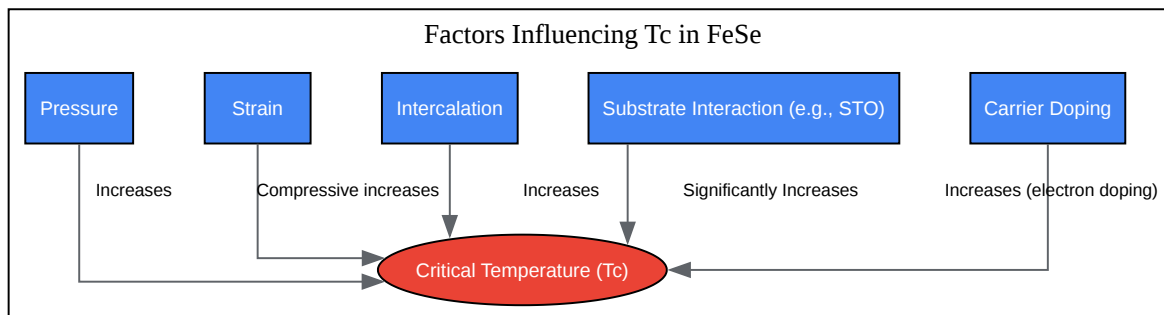 Factors Influencing Tc in FeSe
Pressure
Strain
Intercalation
Substrate Interaction (e.g., STO)
Carrier Doping
Increases
Compressive increases
Increases
Significantly Increases
Increases (electron doping)
Critical Temperature (Tc)